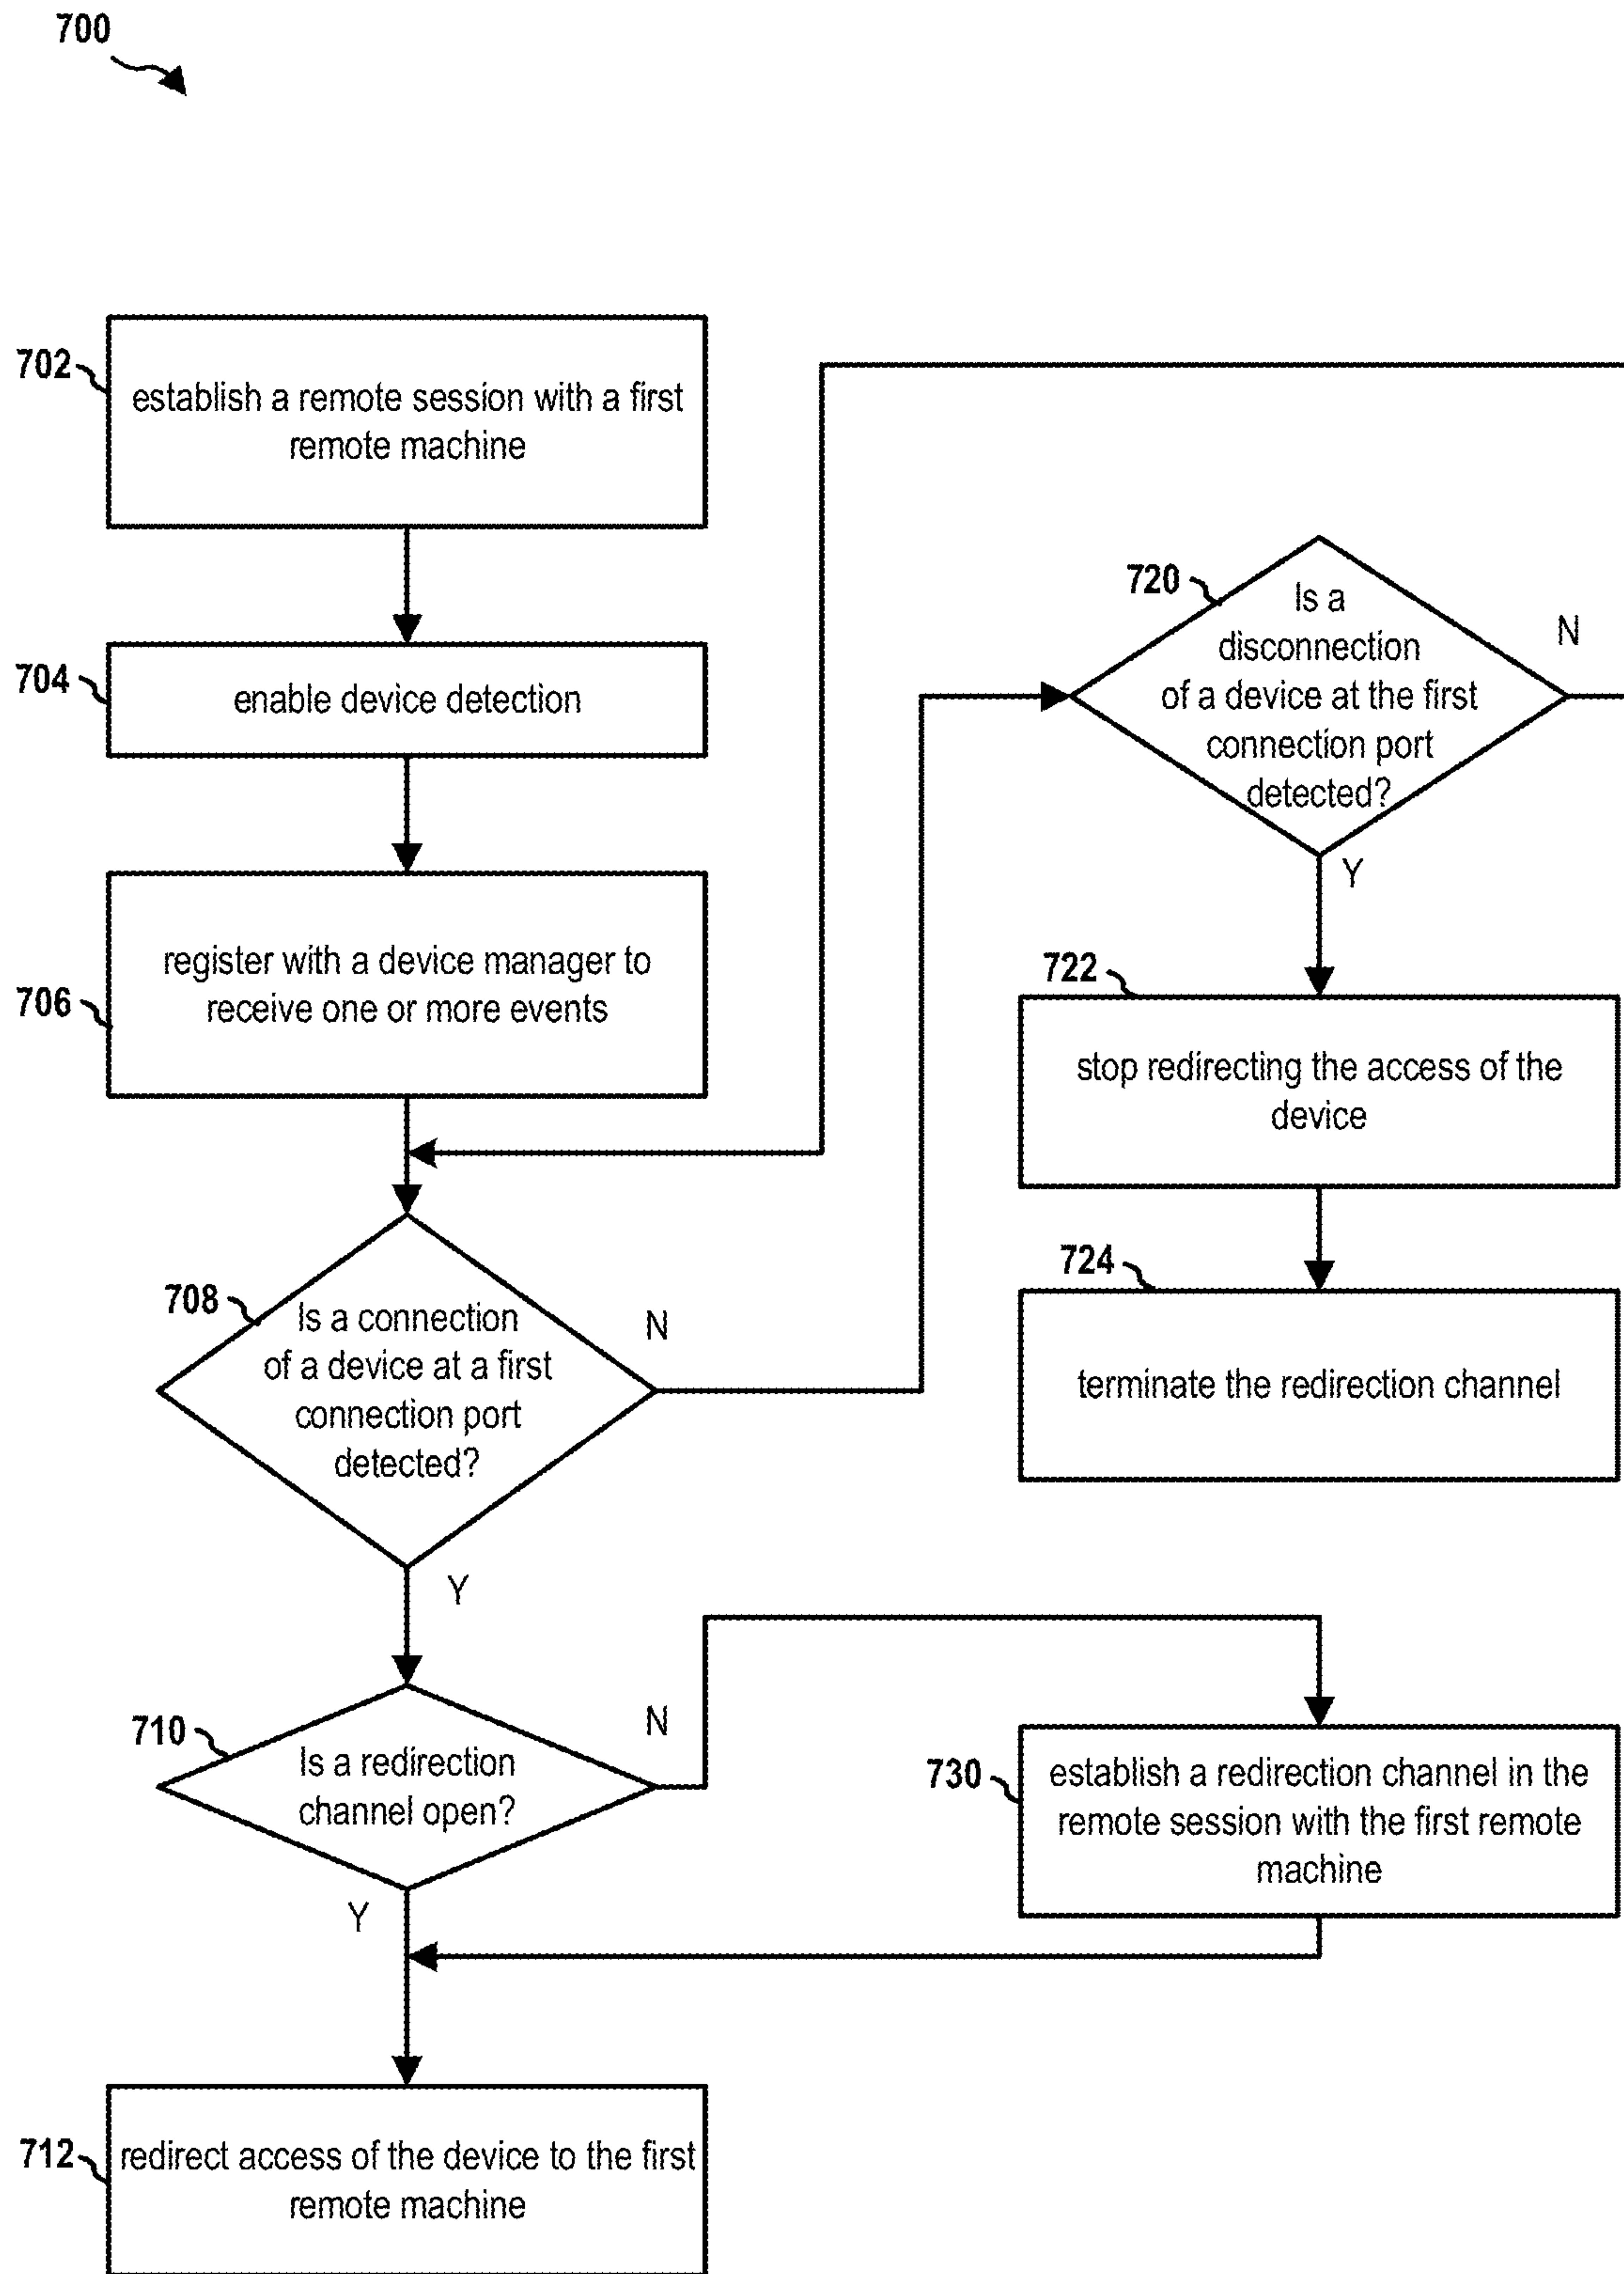 700
702
establish a remote session with a first
remote machine
704
enable device detection
706
register with a device manager to
receive one or more events
708
Is a connection
of a device at a first
connection port
detected?
N
Y
710
Is a redirection
channel open?
N
Y
712
redirect access of the device to the first
remote machine
720
Is a
disconnection
of a device at the first
connection port
detected?
N
Y
722
stop redirecting the access of the
device
724
terminate the redirection channel
730
establish a redirection channel in the
remote session with the first remote
machine